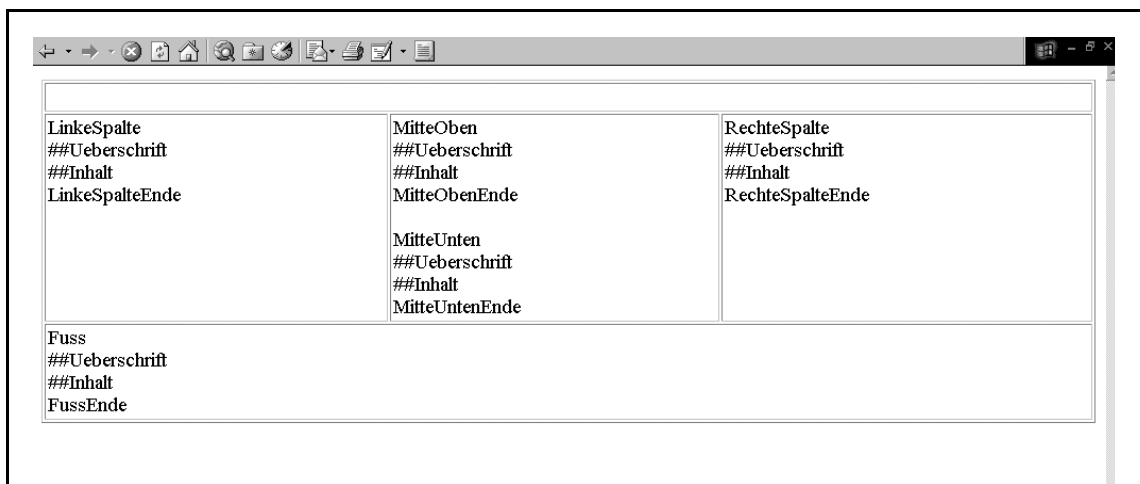 LinkeSpalte
##Ueberschrift
##Inhalt
LinkeSpalteEnde
MitteOben
##Ueberschrift
##Inhalt
MitteObenEnde
MitteUnten
##Ueberschrift
##Inhalt
MitteUntenEnde
RechteSpalte
##Ueberschrift
##Inhalt
RechteSpalteEnde
Fuss
##Ueberschrift
##Inhalt
FussEnde